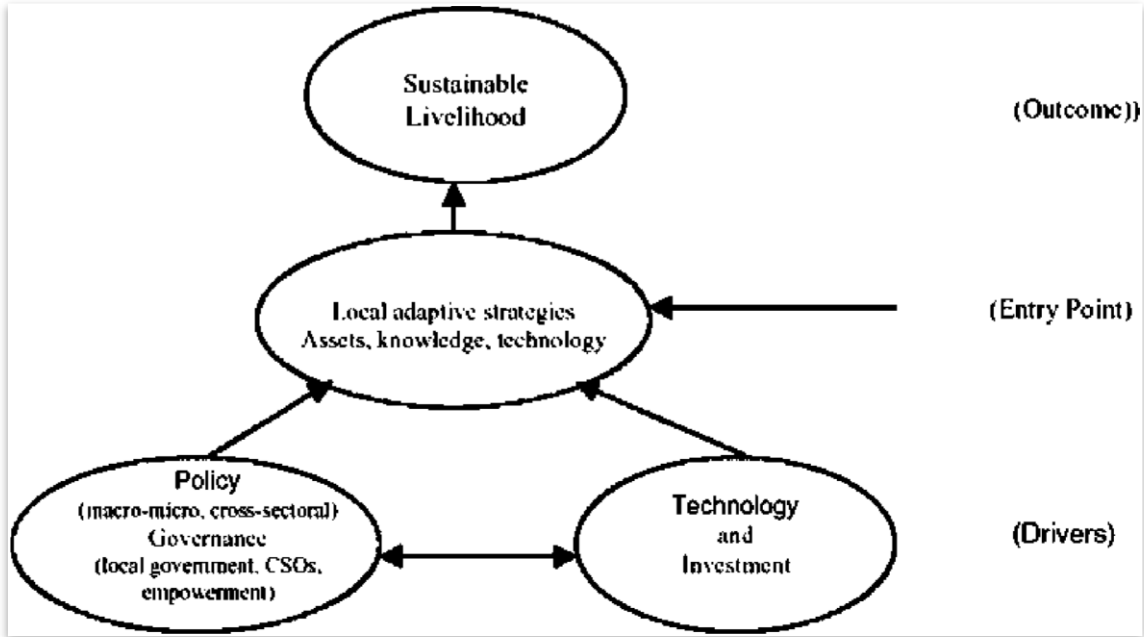 Sustainable
Livelihood
(Outcome))
Local adaptive strategies
Assets, knowledge, technology
(Entry Point)
Policy
(macro-micro, cross-sectoral)
Governance
(local government, CSOs,
empowerment)
Technology
and
Investment
(Drivers)